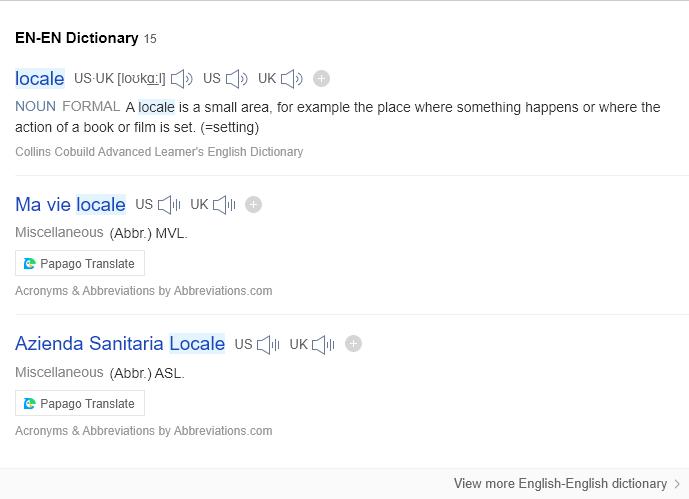 EN-EN Dictionary 15
locale US·UK [loʊkɑ:l] US UK
NOUN FORMAL A locale is a small area, for example the place where something happens or where the
action of a book or film is set. (=setting)
Collins Cobuild Advanced Learner's English Dictionary
Ma vie locale US UK
Miscellaneous (Abbr.) MVL.
Papago Translate
Acronyms & Abbreviations by Abbreviations.com
Azienda Sanitaria Locale US UK
Miscellaneous (Abbr.) ASL.
Papago Translate
Acronyms & Abbreviations by Abbreviations.com
View more English-English dictionary